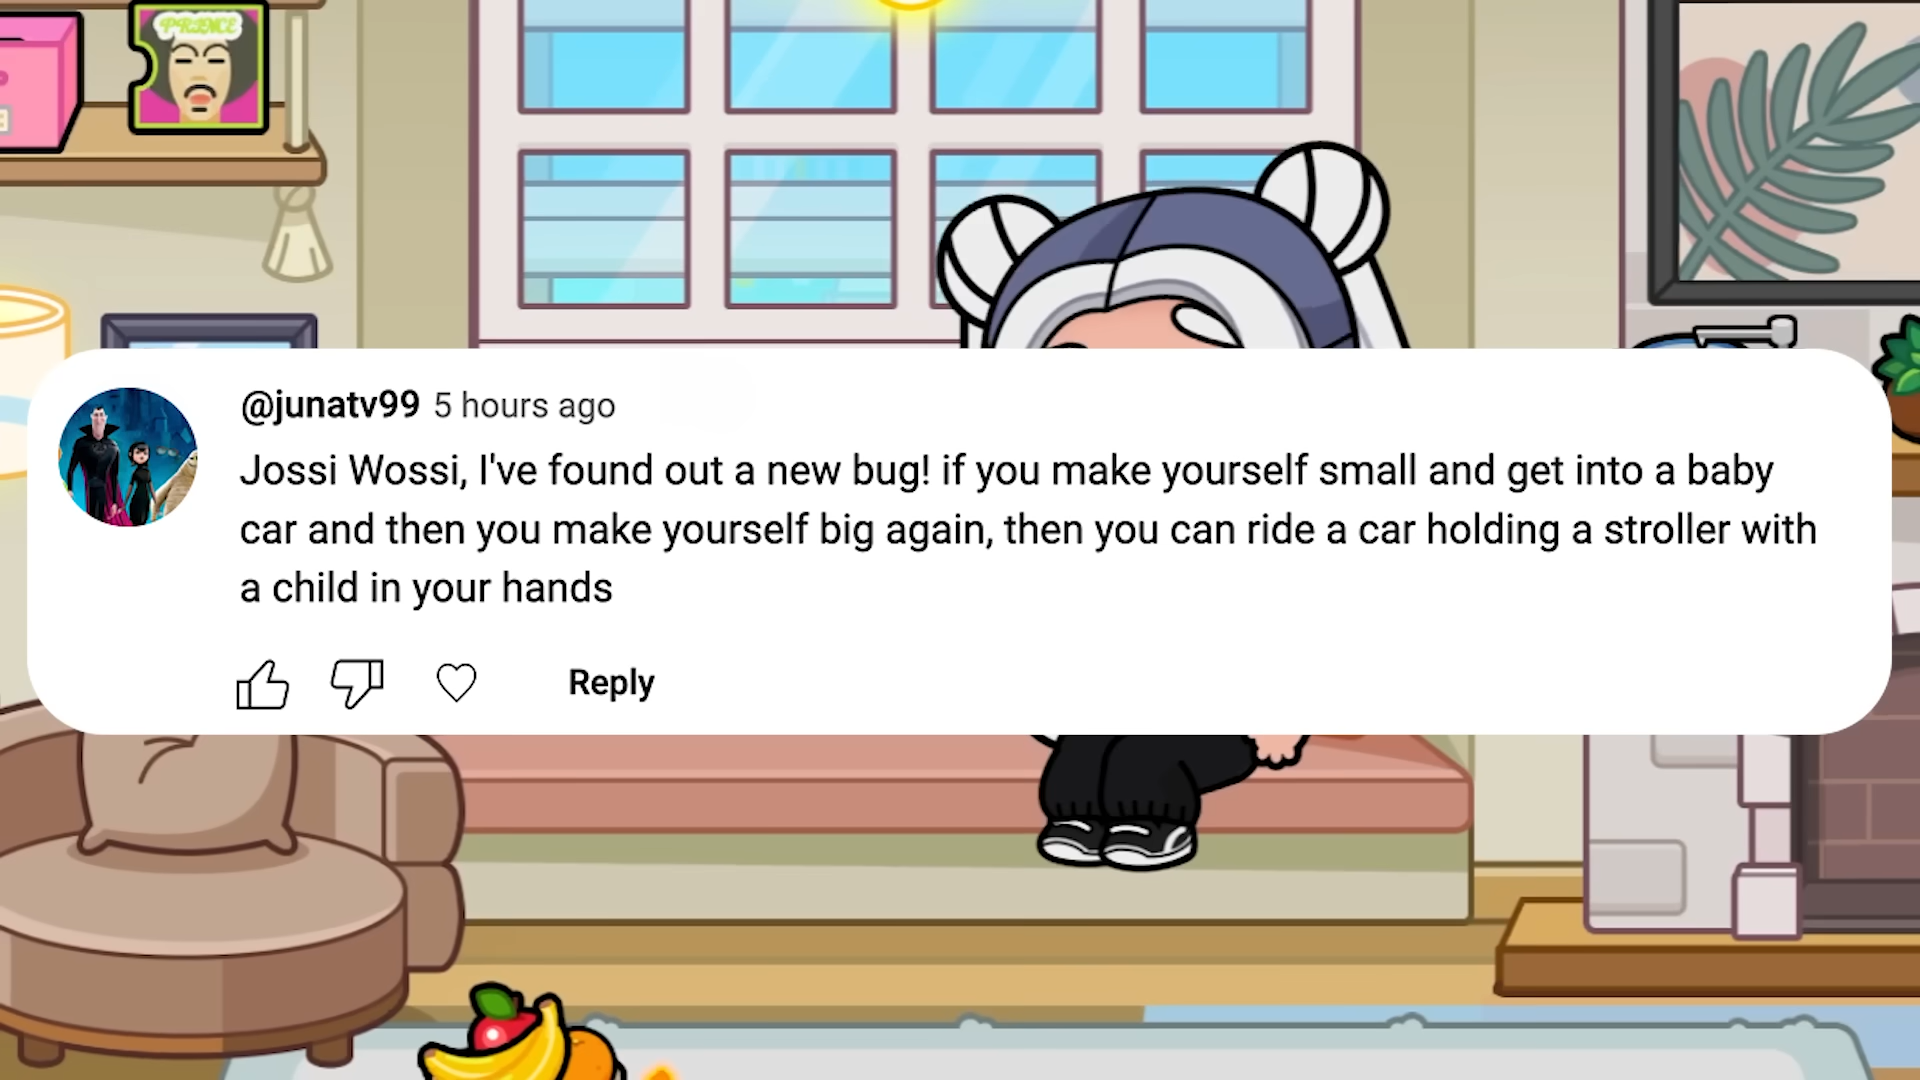 PRINCE
@junatv99 5 hours ago
Jossi Wossi, I've found out a new bug! if you make yourself small and get into a baby
car and then you make yourself big again, then you can ride a car holding a stroller with
a child in your hands
Reply